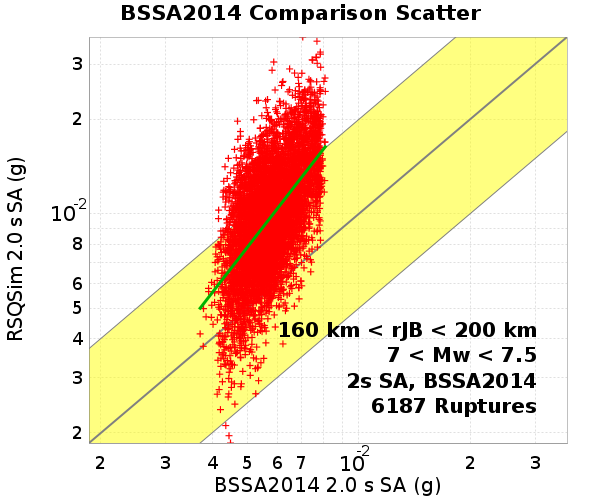 BSSA2014 Comparison Scatter
RSQSim 2.0 s SA (g)
3
2
10-2
8
6
5
4
3
2
160 km < rJB < 200 km
7 < Mw < 7.5
2s SA, BSSA2014
6187 Ruptures
2 3 4 5 6 7 10-2 2 3
BSSA2014 2.0 s SA (g)